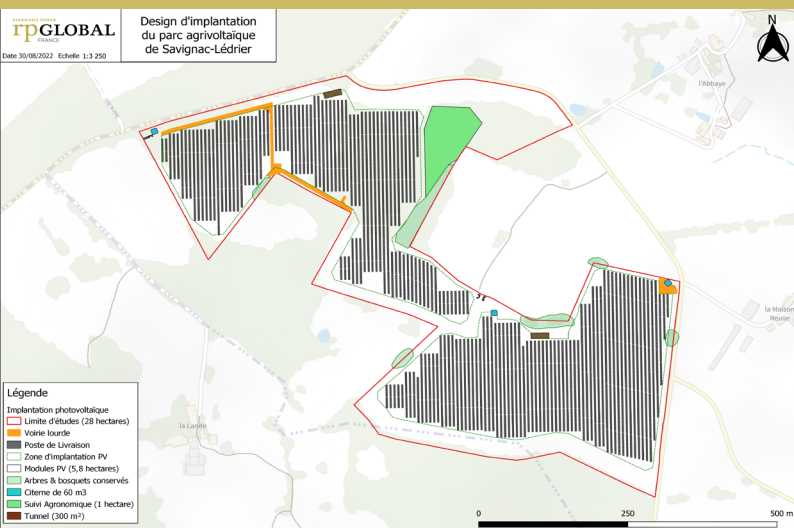 RENEWABLE POWER
rpGLOBAL
FRANCE
Date 30/08/2022 Echelle 1:3 250
Design d'implantation
du parc agrivoltaïque
de Savignac-Lédrier
N
l'Abbaye
la Maison
Neuve
la Lande
Légende
Implantation photovoltaïque
Limite d'études (28 hectares)
Voirie lourde
Poste de Livraison
Zone d'implantation PV
Modules PV (5,8 hectares)
Arbres & bosquets conservés
Citerne de 60 m3
Suivi Agronomique (1 hectare)
Tunnel (300 m²)
0 250 500 m